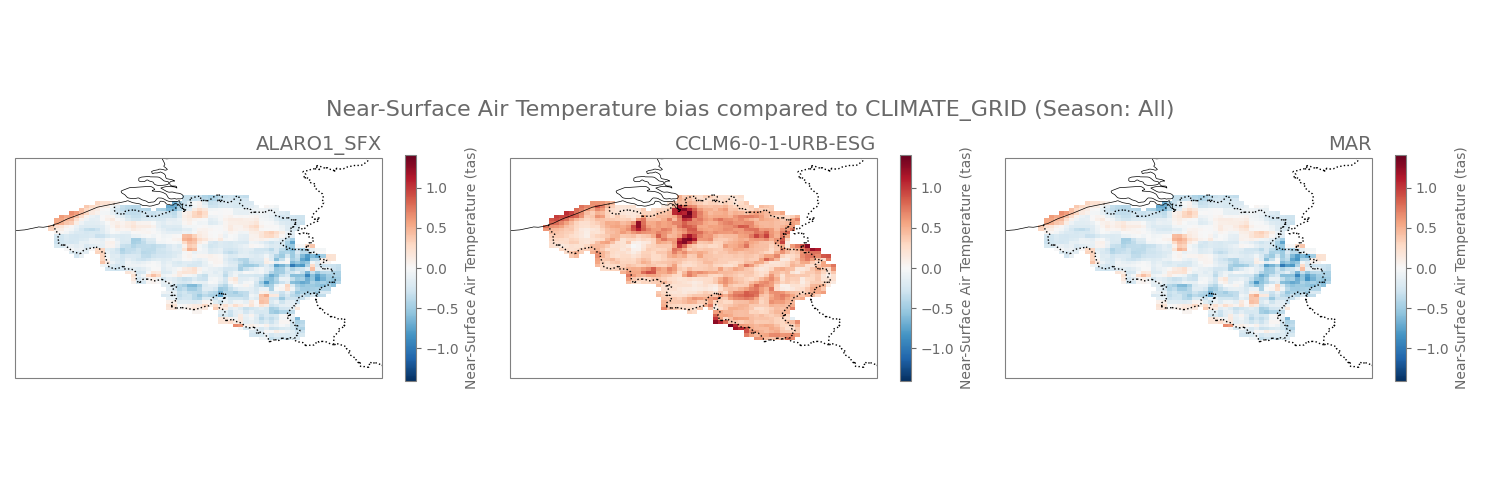 Near-Surface Air Temperature bias compared to CLIMATE_GRID (Season: All)
ALARO1_SFX
1.0
0.5
0.0
−0.5
−1.0
Near-Surface Air Temperature (tas)
CCLM6-0-1-URB-ESG
1.0
0.5
0.0
−0.5
−1.0
Near-Surface Air Temperature (tas)
MAR
1.0
0.5
0.0
−0.5
−1.0
Near-Surface Air Temperature (tas)